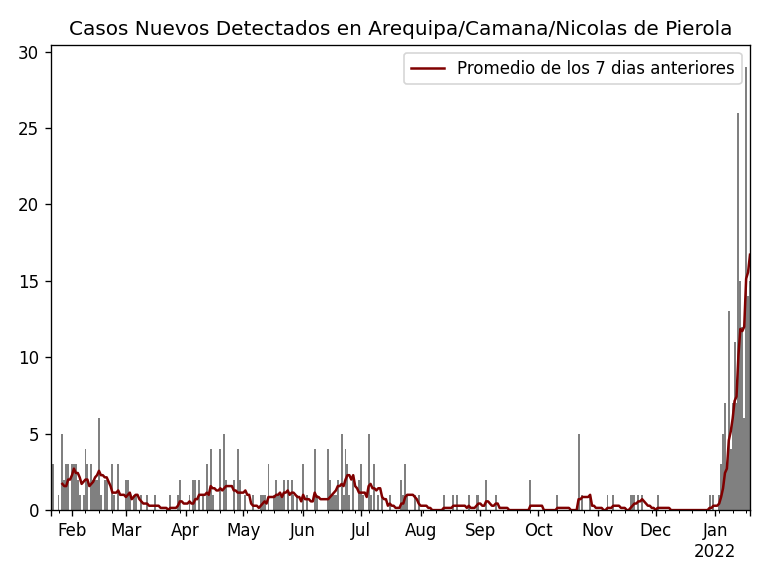 Casos Nuevos Detectados en Arequipa/Camana/Nicolas de Pierola
Promedio de los 7 dias anteriores
30
25
20
15
10
5
0
Feb Mar Apr May Jun Jul Aug Sep Oct Nov Dec Jan
2022